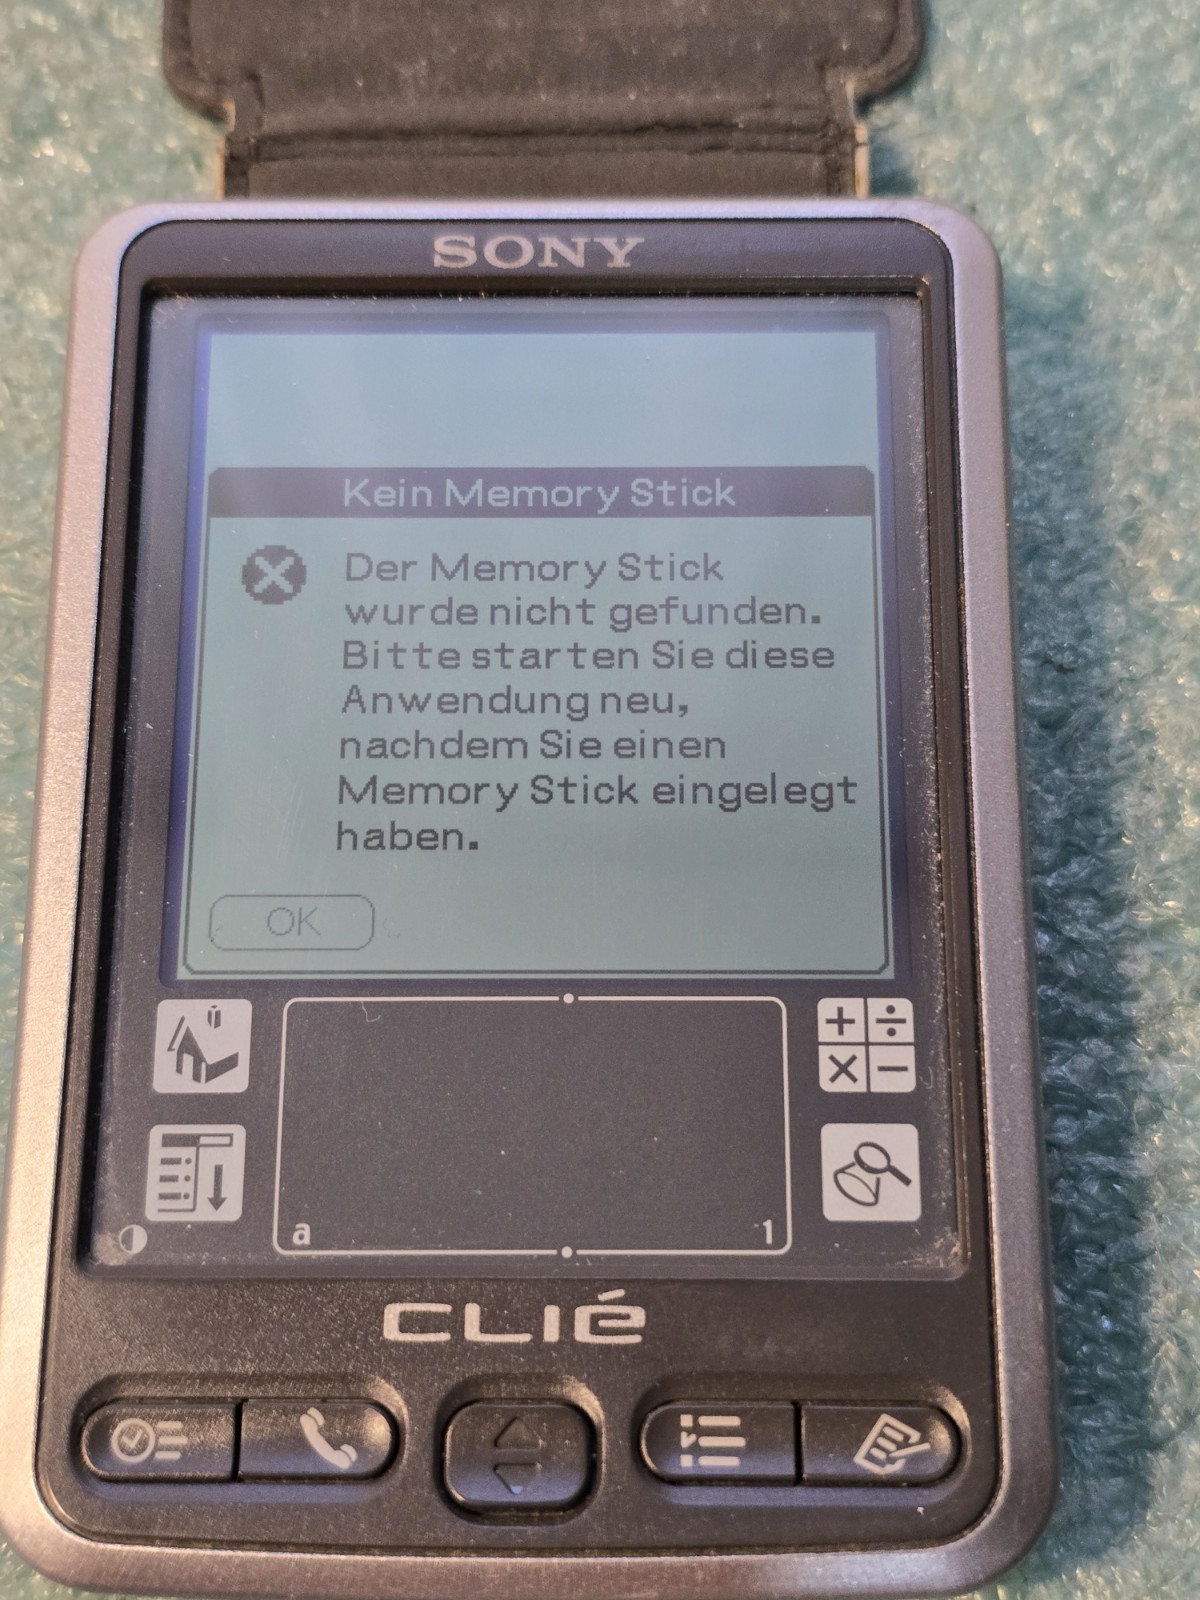 SONY
Kein Memory Stick
Der Memory Stick
wurde nicht gefunden.
Bitte starten Sie diese
Anwendung neu,
nachdem Sie einen
Memory Stick eingelegt
haben.
OK
+ ÷
× −
a 1
CLIÉ